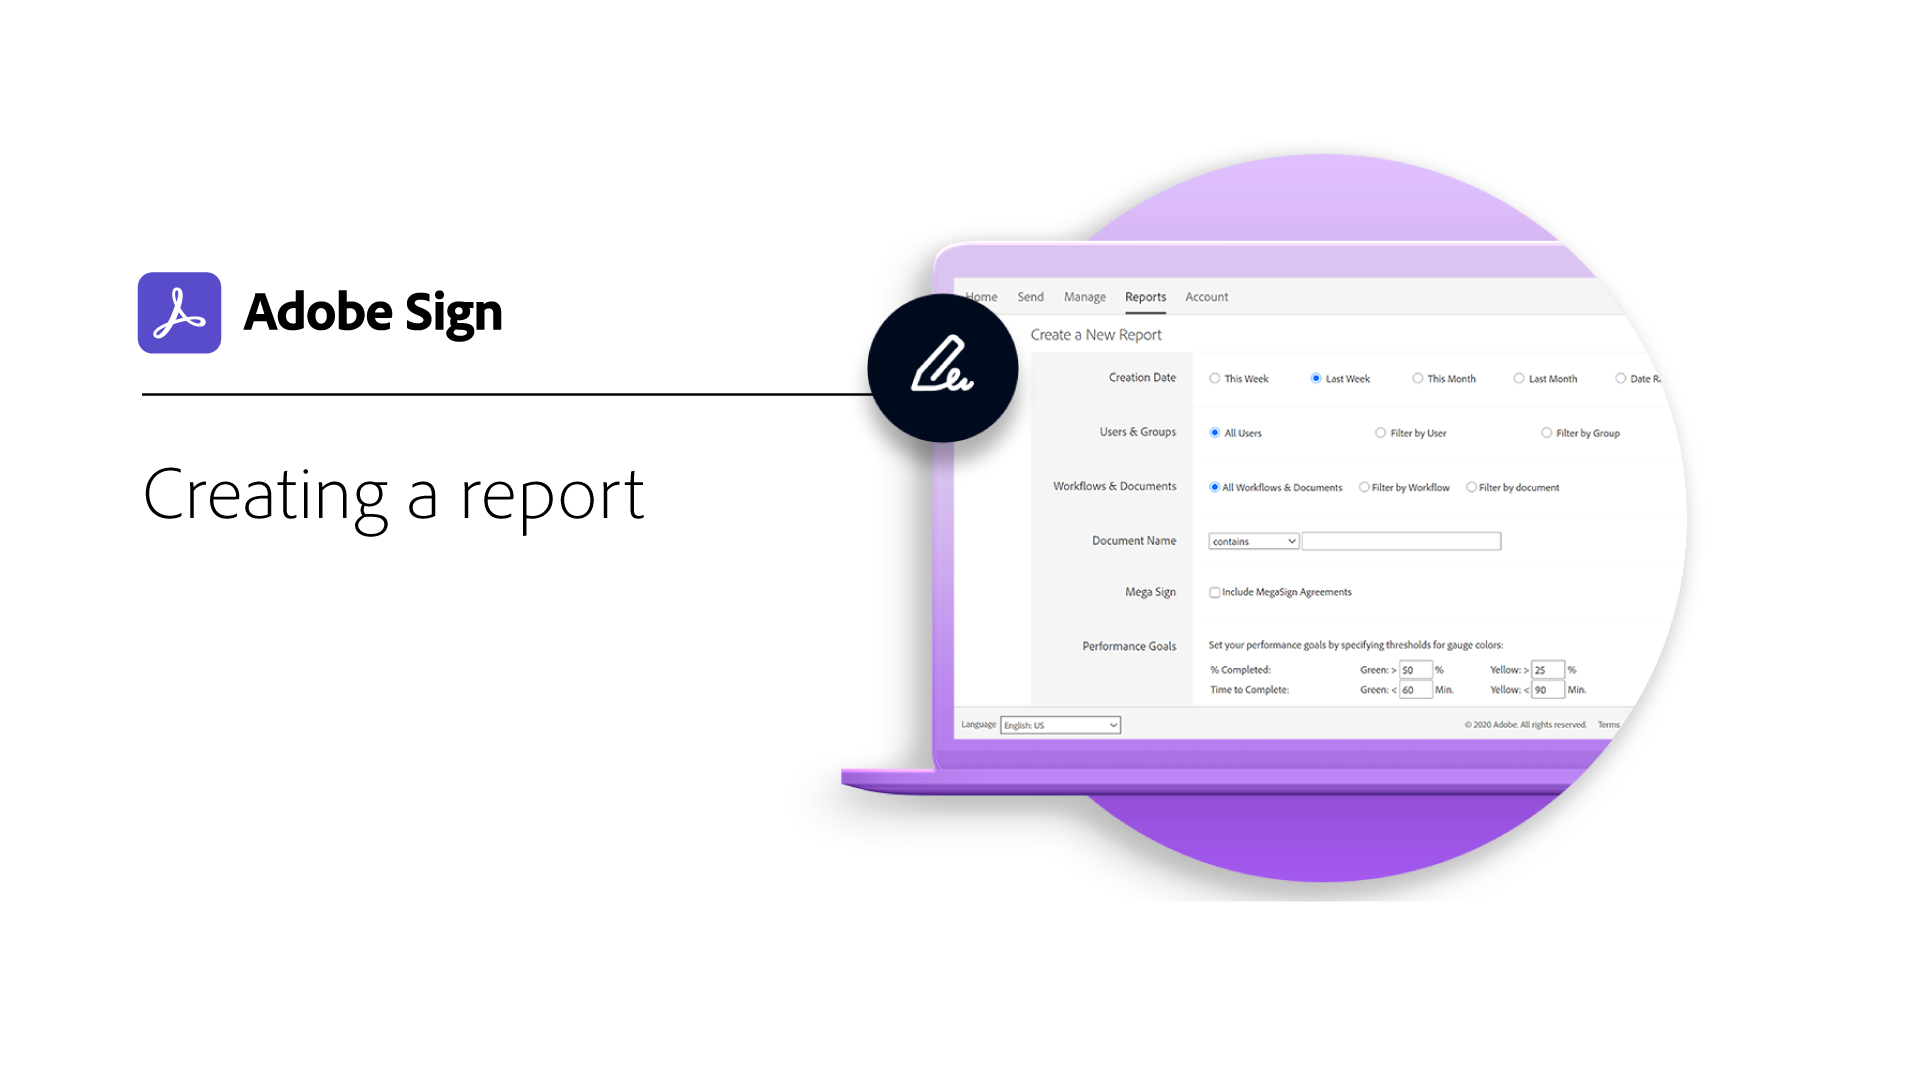 Adobe Sign
Creating a report
Home Send Manage Reports Account
Create a New Report
Creation Date This Week Last Week This Month Last Month Date
Users & Groups All Users Filter by User Filter by Group
Workflows & Documents All Workflows & Documents Filter by Workflow Filter by document
Document Name contains
Mega Sign Include MegaSign Agreements
Performance Goals Set your performance goals by specifying thresholds for gauge colors:
% Completed: Green: > 50 % Yellow: > 25 %
Time to Complete: Green: < 60 Min. Yellow: < 90 Min.
Language English: US © 2020 Adobe. All rights reserved. Terms